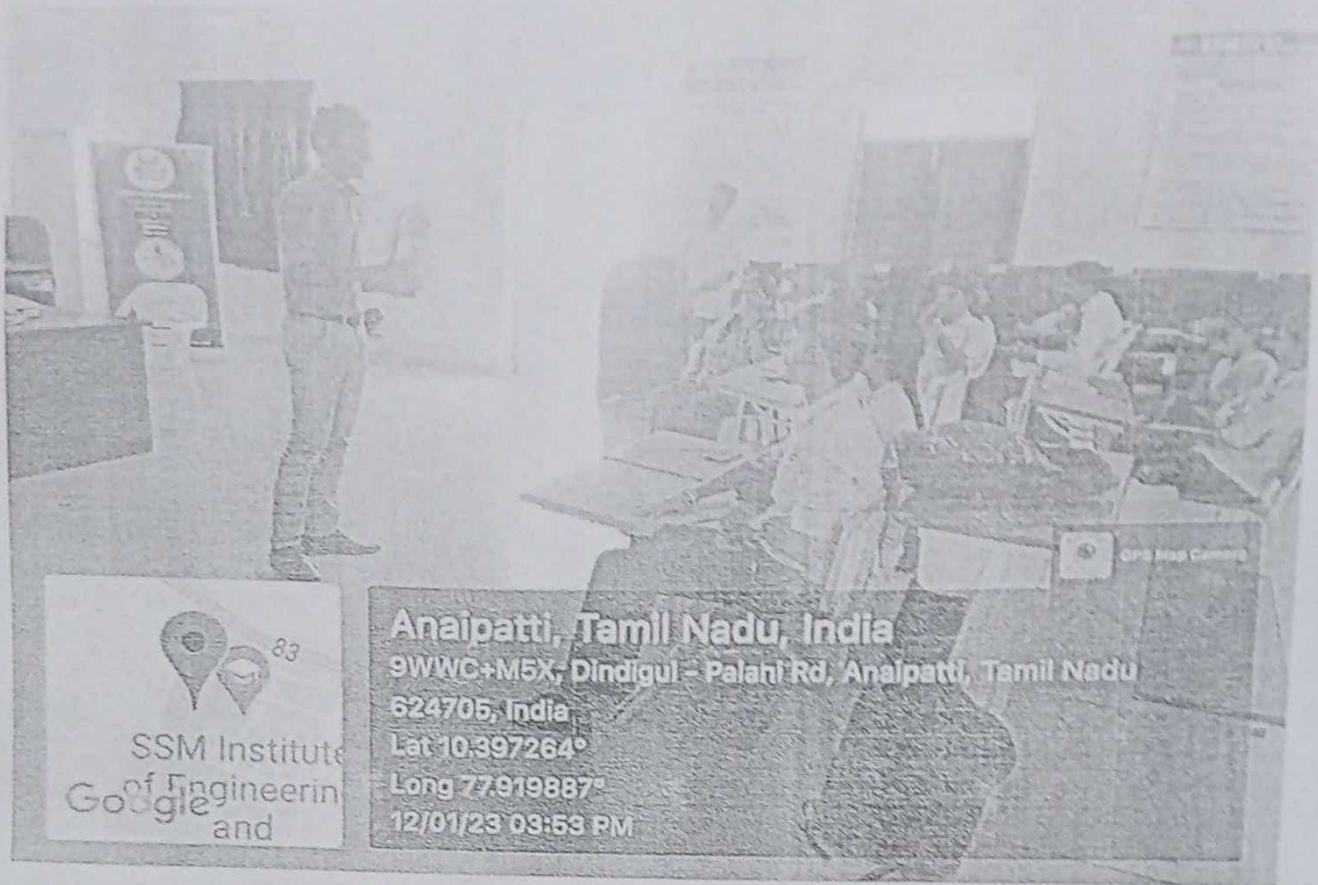 GPS Map Camera
83
SSM Institute
of Engineerin
Google
and
Anaipatti, Tamil Nadu, India
9WWC+M5X, Dindigul - Palani Rd, Anaipatti, Tamil Nadu
624705, India
Lat 10.397264°
Long 77.919887°
12/01/23 03:53 PM